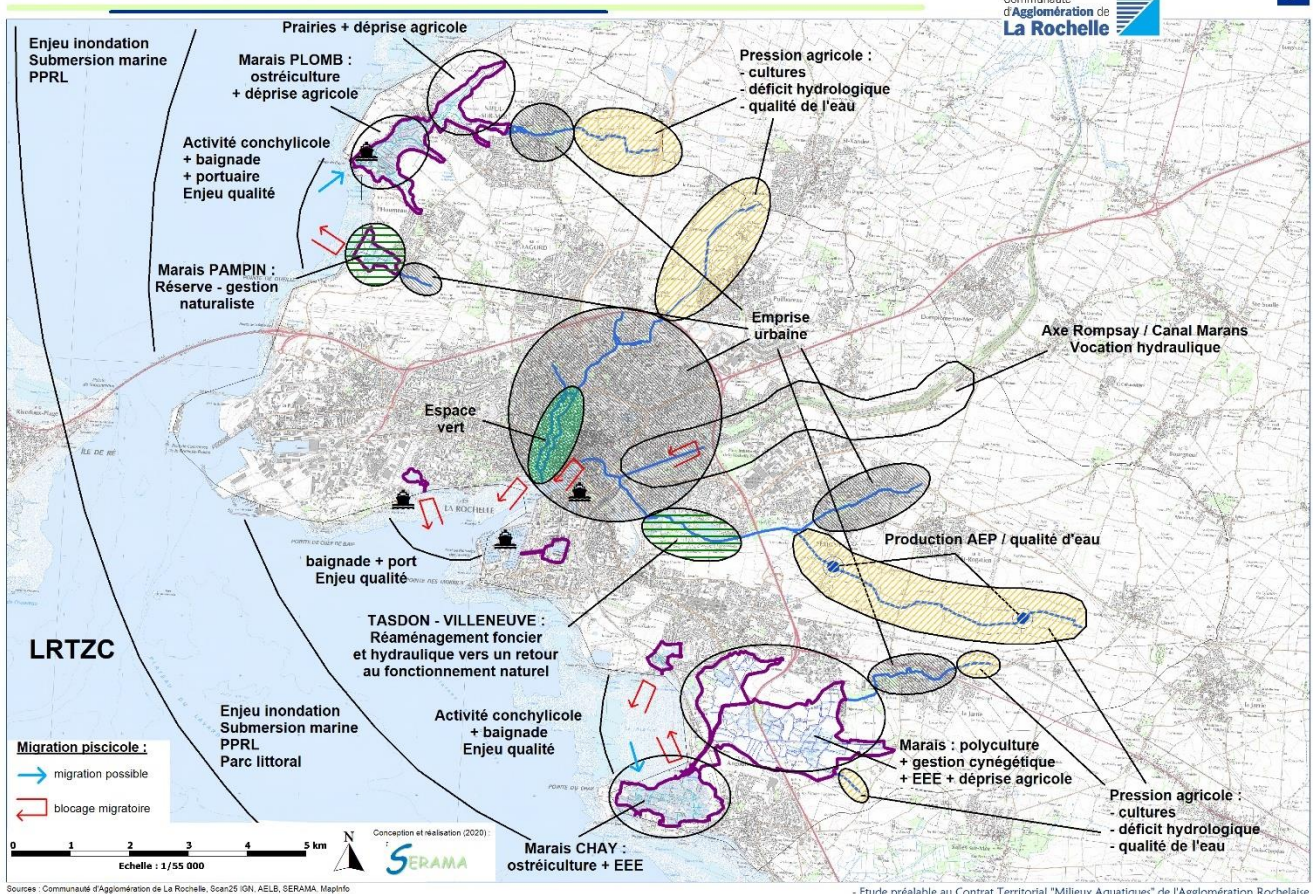 Communauté
d'Agglomération de
La Rochelle
Enjeu inondation
Submersion marine
PPRL
Prairies + déprise agricole
Marais PLOMB :
ostréiculture
+ déprise agricole
Pression agricole :
- cultures
- déficit hydrologique
- qualité de l'eau
Activité conchylicole
+ baignade
+ portuaire
Enjeu qualité
Marais PAMPIN :
Réserve - gestion
naturaliste
Emprise
urbaine
Axe Rompsay / Canal Marans
Vocation hydraulique
Espace
vert
ÎLE DE RÉ
LA ROCHELLE
baignade + port
Enjeu qualité
Production AEP / qualité d'eau
TASDON - VILLENEUVE :
Réaménagement foncier
et hydraulique vers un retour
au fonctionnement naturel
LRTZC
Enjeu inondation
Submersion marine
PPRL
Parc littoral
Activité conchylicole
+ baignade
Enjeu qualité
Marais : polyculture
+ gestion cynégétique
+ EEE + déprise agricole
Pression agricole :
- cultures
- déficit hydrologique
- qualité de l'eau
Migration piscicole :
migration possible
blocage migratoire
0 1 2 3 4 5 km
Echelle : 1/55 000
N
Conception et réalisation (2020) :
SERAMA
Marais CHAY :
ostréiculture + EEE
Sources : Communauté d'Agglomération de La Rochelle, Scan25 IGN, AELB, SERAMA, MapInfo
- Etude préalable au Contrat Territorial "Milieux Aquatiques" de l'Agglomération Rochelaise